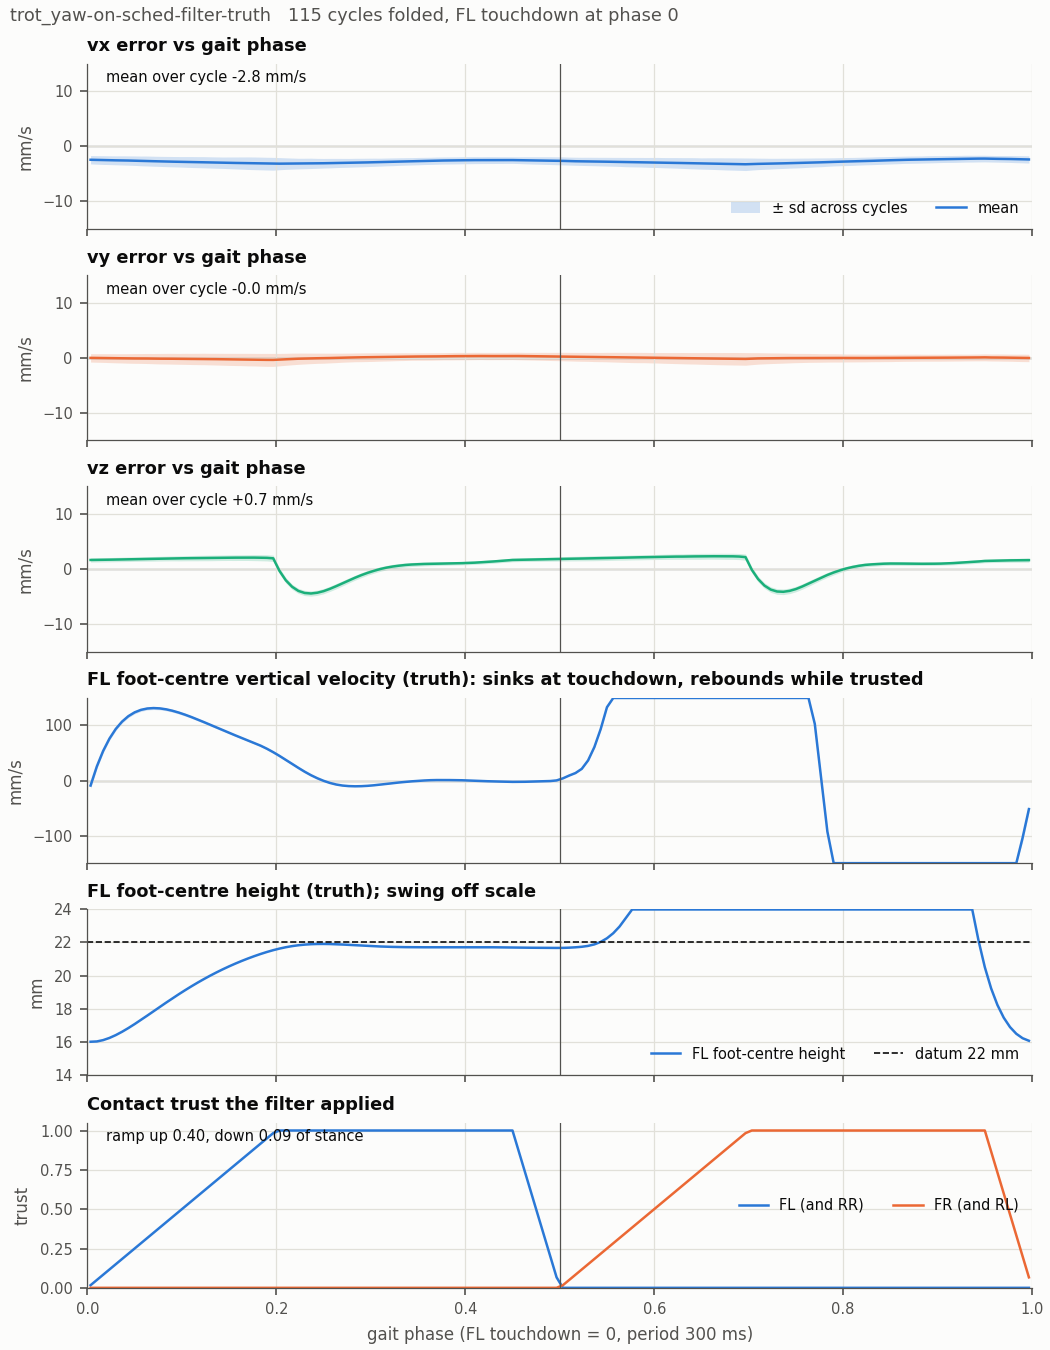 trot_yaw-on-sched-filter-truth   115 cycles folded, FL touchdown at phase 0
vx error vs gait phase
mean over cycle -2.8 mm/s
10
0
−10
mm/s
± sd across cycles
mean
vy error vs gait phase
mean over cycle -0.0 mm/s
10
0
−10
mm/s
vz error vs gait phase
mean over cycle +0.7 mm/s
10
0
−10
mm/s
FL foot-centre vertical velocity (truth): sinks at touchdown, rebounds while trusted
100
0
−100
mm/s
FL foot-centre height (truth); swing off scale
24
22
20
18
16
14
mm
FL foot-centre height
datum 22 mm
Contact trust the filter applied
ramp up 0.40, down 0.09 of stance
1.00
0.75
0.50
0.25
0.00
trust
FL (and RR)
FR (and RL)
0.0 0.2 0.4 0.6 0.8 1.0
gait phase (FL touchdown = 0, period 300 ms)